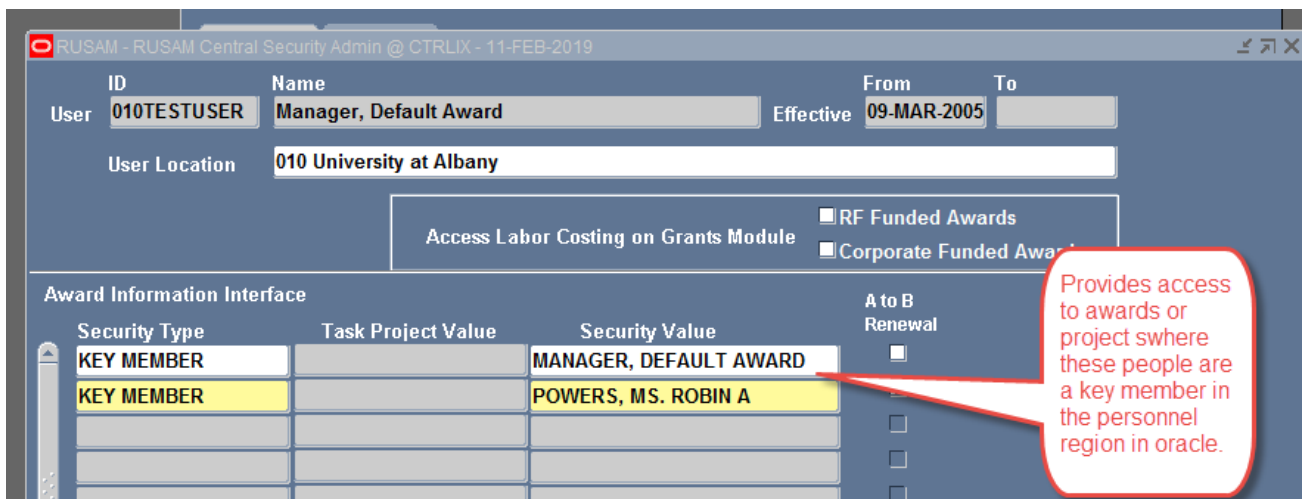 RUSAM - RUSAM Central Security Admin @ CTRLIX - 11-FEB-2019
ID Name From To
User 010TESTUSER Manager, Default Award Effective 09-MAR-2005
User Location 010 University at Albany
Access Labor Costing on Grants Module
RF Funded Awards
Corporate Funded Awar
Award Information Interface
A to B
Renewal
Security Type Task Project Value Security Value
KEY MEMBER MANAGER, DEFAULT AWARD
KEY MEMBER POWERS, MS. ROBIN A
Provides access
to awards or
project swhere
these people are
a key member in
the personnel
region in oracle.